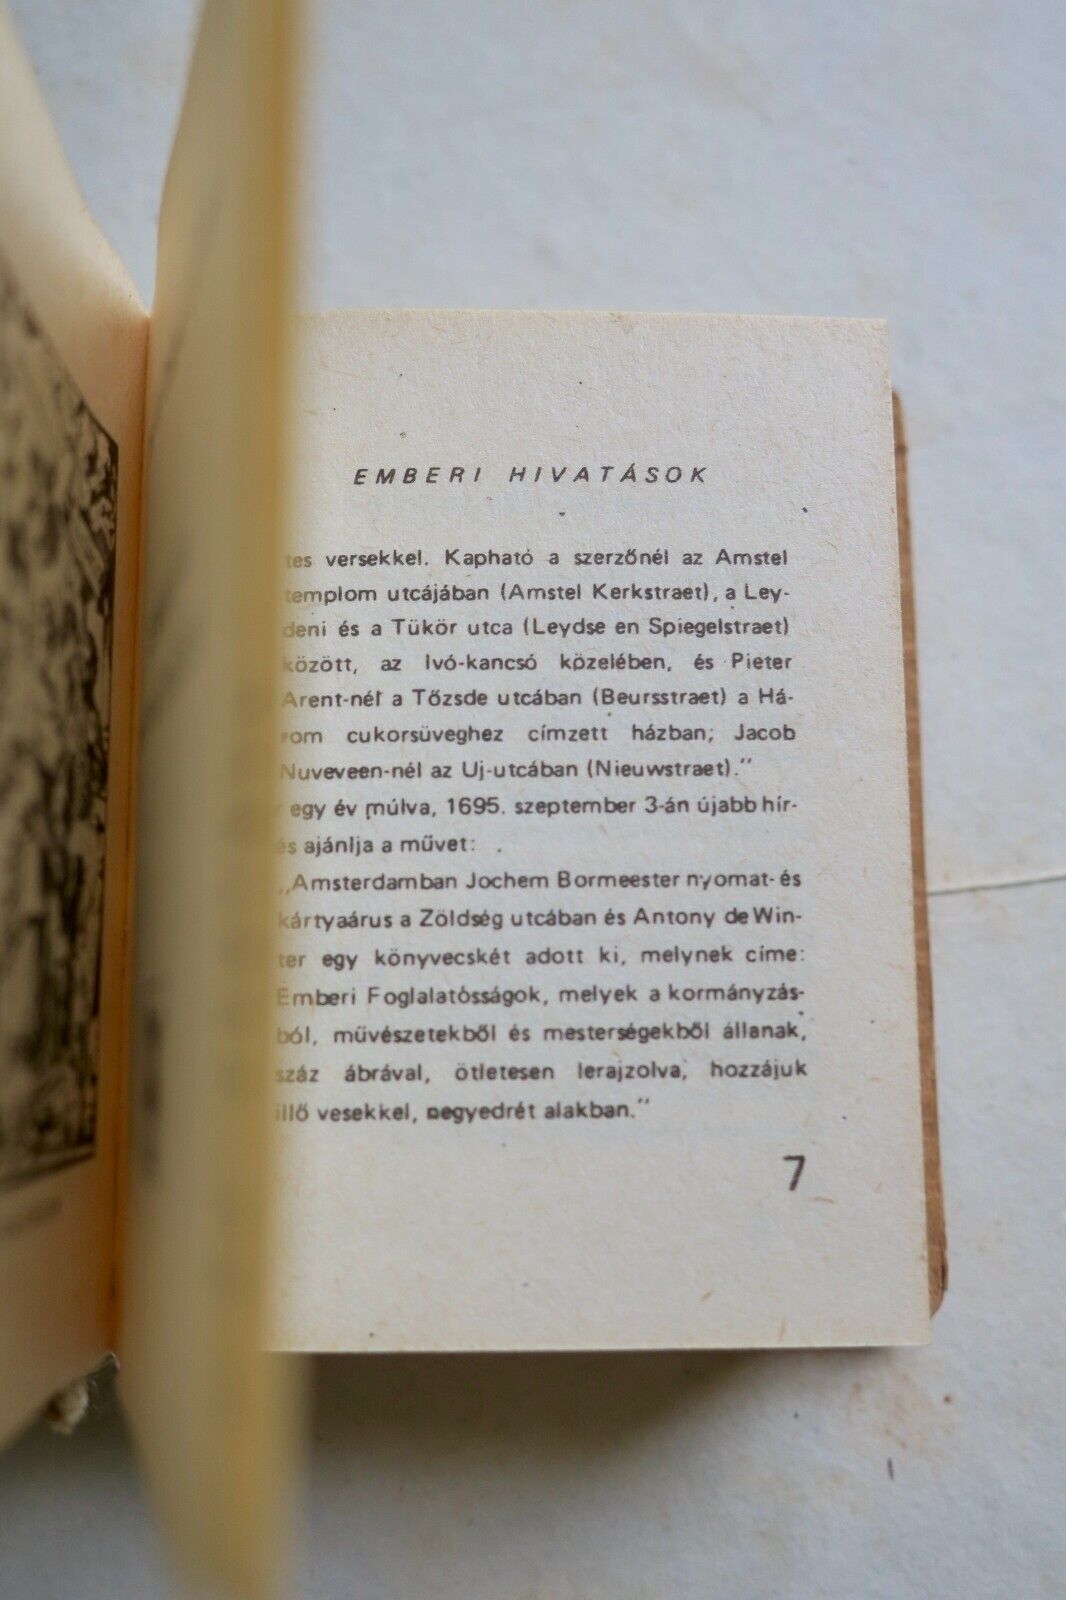 EMBERI HIVATÁSOK
tes versekkel. Kapható a szerzőnél az Amstel
templom utcájában (Amstel Kerkstraet), a Ley-
deni és a Tükör utca (Leydse en Spiegelstraet)
között, az Ivó-kancsó közelében, és Pieter
Arent-nél a Tőzsde utcában (Beursstraet) a Há-
rom cukorsüveghez címzett házban; Jacob
Nuveveen-nél az Uj-utcában (Nieuwstraet)."
egy év múlva, 1695. szeptember 3-án újabb hír-
és ajánlja a művet:
„Amsterdamban Jochem Bormeester nyomat- és
kártyaárus a Zöldség utcában és Antony de Win-
ter egy könyvecskét adott ki, melynek címe:
Emberi Foglalatósságok, melyek a kormányzás-
ból, művészetekből és mesterségekből állanak,
száz ábrával, ötletesen lerajzolva, hozzájuk
illő vesekkel, negyedrét alakban."
7